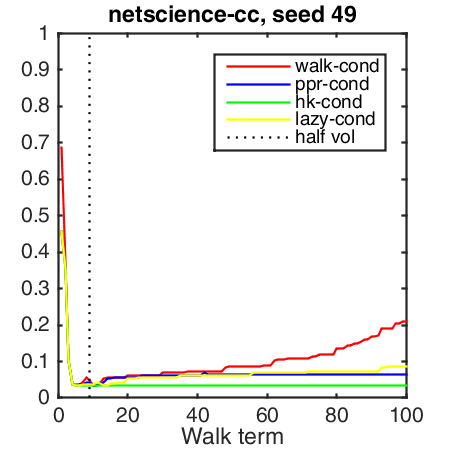 netscience-cc, seed 49
1
0.9
0.8
0.7
0.6
0.5
0.4
0.3
0.2
0.1
0
walk-cond
ppr-cond
hk-cond
lazy-cond
half vol
0 20 40 60 80 100
Walk term